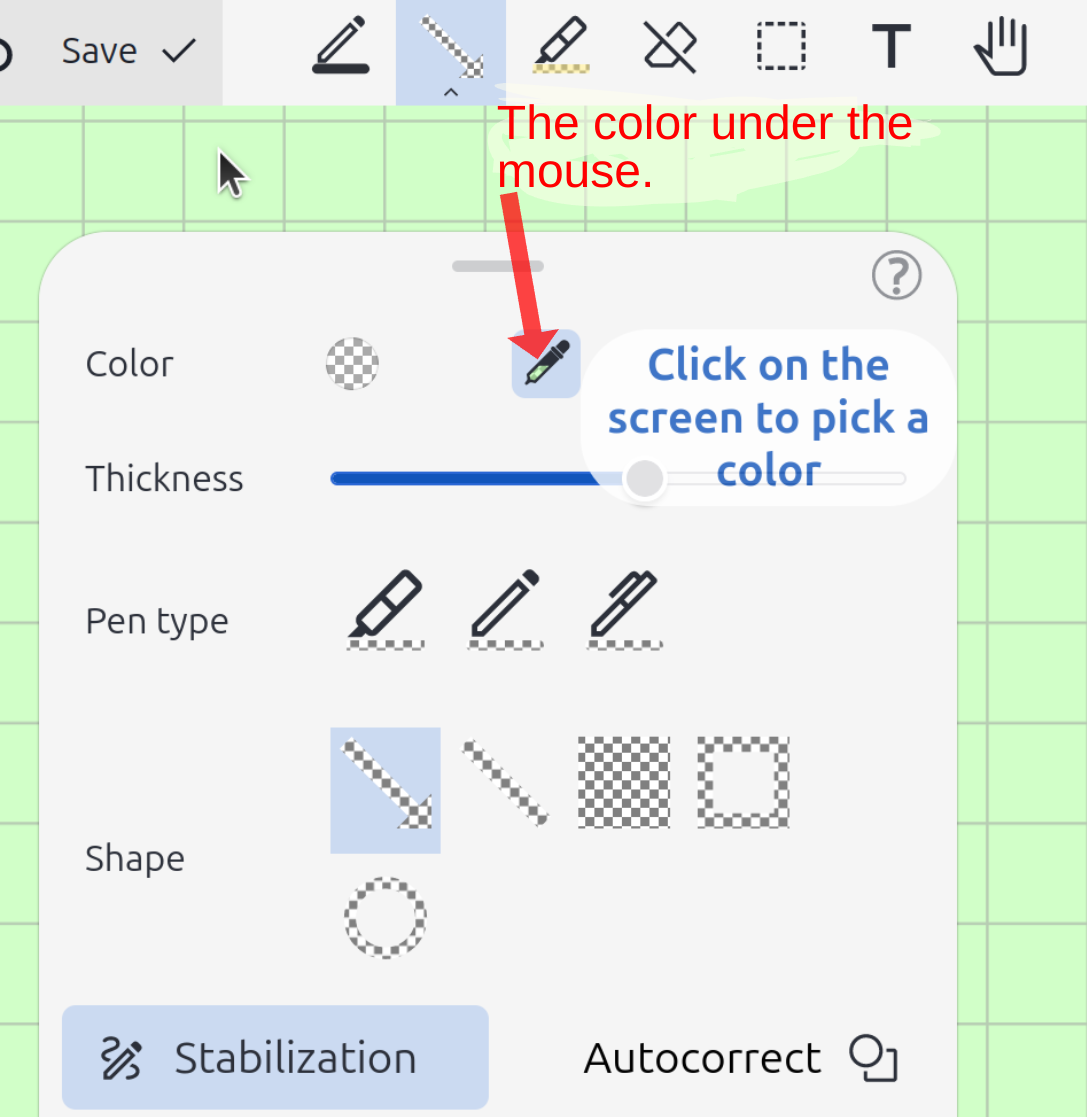 Save
T
The color under the
mouse.
?
Color
Click on the
screen to pick a
color
Thickness
Pen type
Shape
Stabilization
Autocorrect